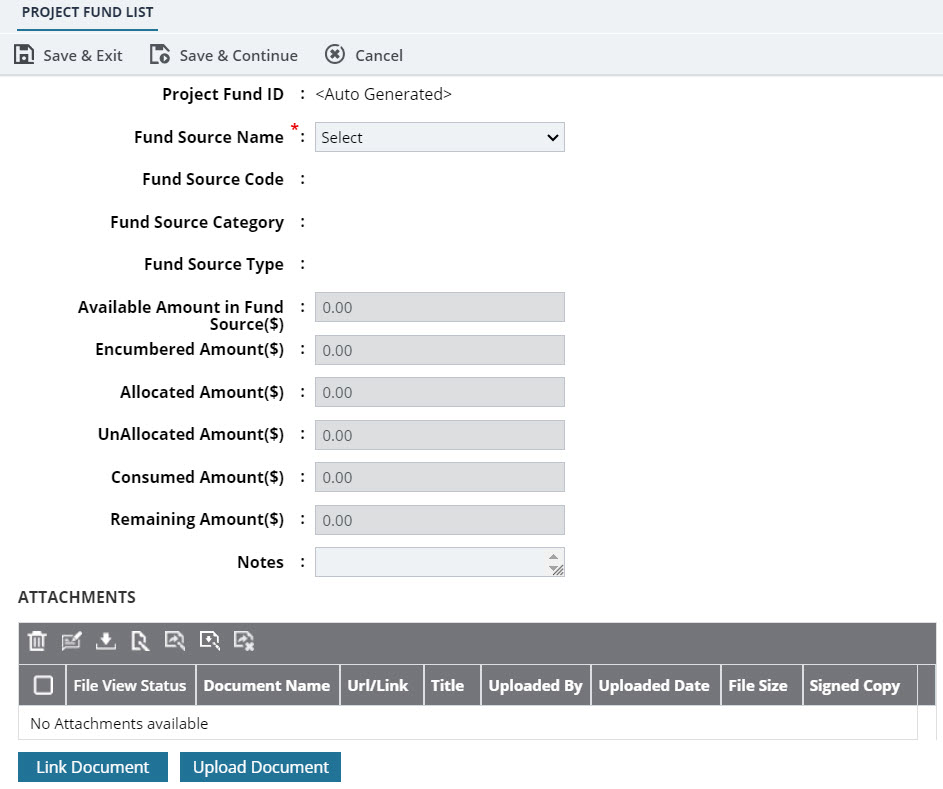 PROJECT FUND LIST
Save & Exit Save & Continue Cancel
Project Fund ID : <Auto Generated>
Fund Source Name *: Select
Fund Source Code :
Fund Source Category :
Fund Source Type :
Available Amount in Fund : 0.00
Source($)
Encumbered Amount($) : 0.00
Allocated Amount($) : 0.00
UnAllocated Amount($) : 0.00
Consumed Amount($) : 0.00
Remaining Amount($) : 0.00
Notes :
ATTACHMENTS
File View Status Document Name Url/Link Title Uploaded By Uploaded Date File Size Signed Copy
No Attachments available
Link Document Upload Document